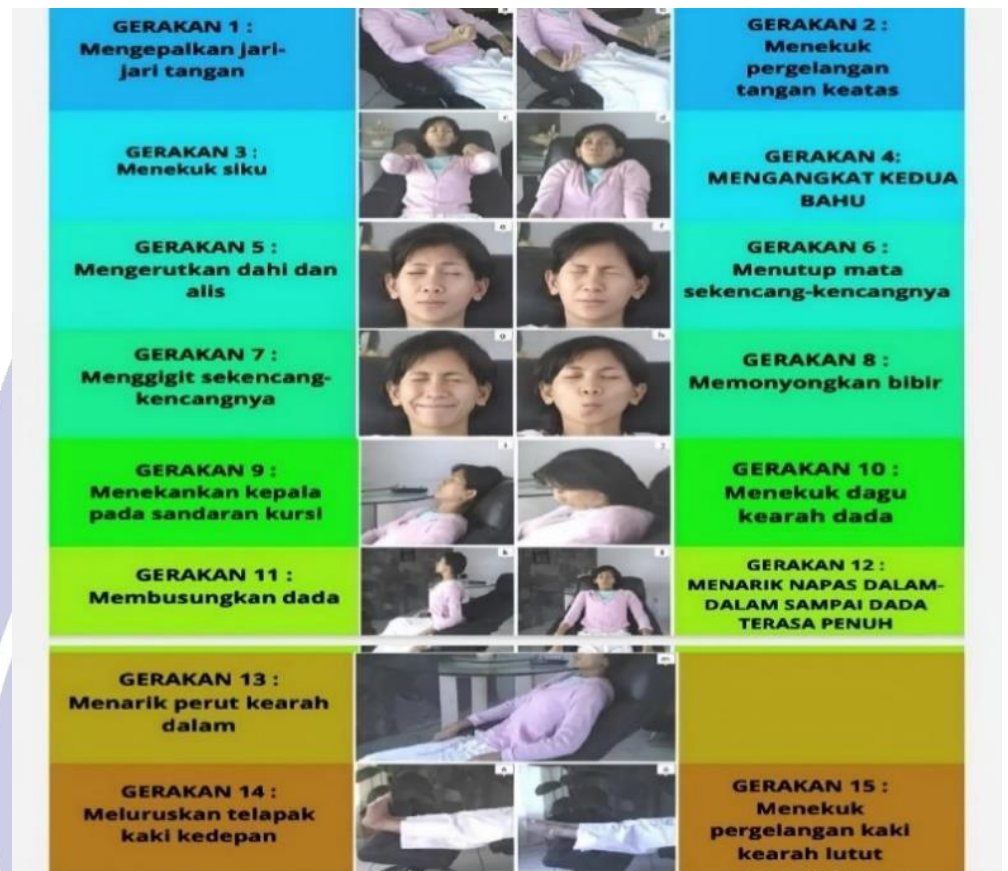 GERAKAN 1 :
Mengepalkan jari-
jari tangan
GERAKAN 2 :
Menekuk
pergelangan
tangan keatas
GERAKAN 3 :
Menekuk siku
GERAKAN 4:
MENGANGKAT KEDUA
BAHU
GERAKAN 5 :
Mengerutkan dahi dan
alis
GERAKAN 6 :
Menutup mata
sekencang-kencangnya
GERAKAN 7 :
Menggigit sekencang-
kencangnya
GERAKAN 8 :
Memonyongkan bibir
GERAKAN 9 :
Menekankan kepala
pada sandaran kursi
GERAKAN 10 :
Menekuk dagu
kearah dada
GERAKAN 11 :
Membusungkan dada
GERAKAN 12 :
MENARIK NAPAS DALAM-
DALAM SAMPAI DADA
TERASA PENUH
GERAKAN 13 :
Menarik perut kearah
dalam
GERAKAN 14 :
Meluruskan telapak
kaki kedepan
GERAKAN 15 :
Menekuk
pergelangan kaki
kearah lutut